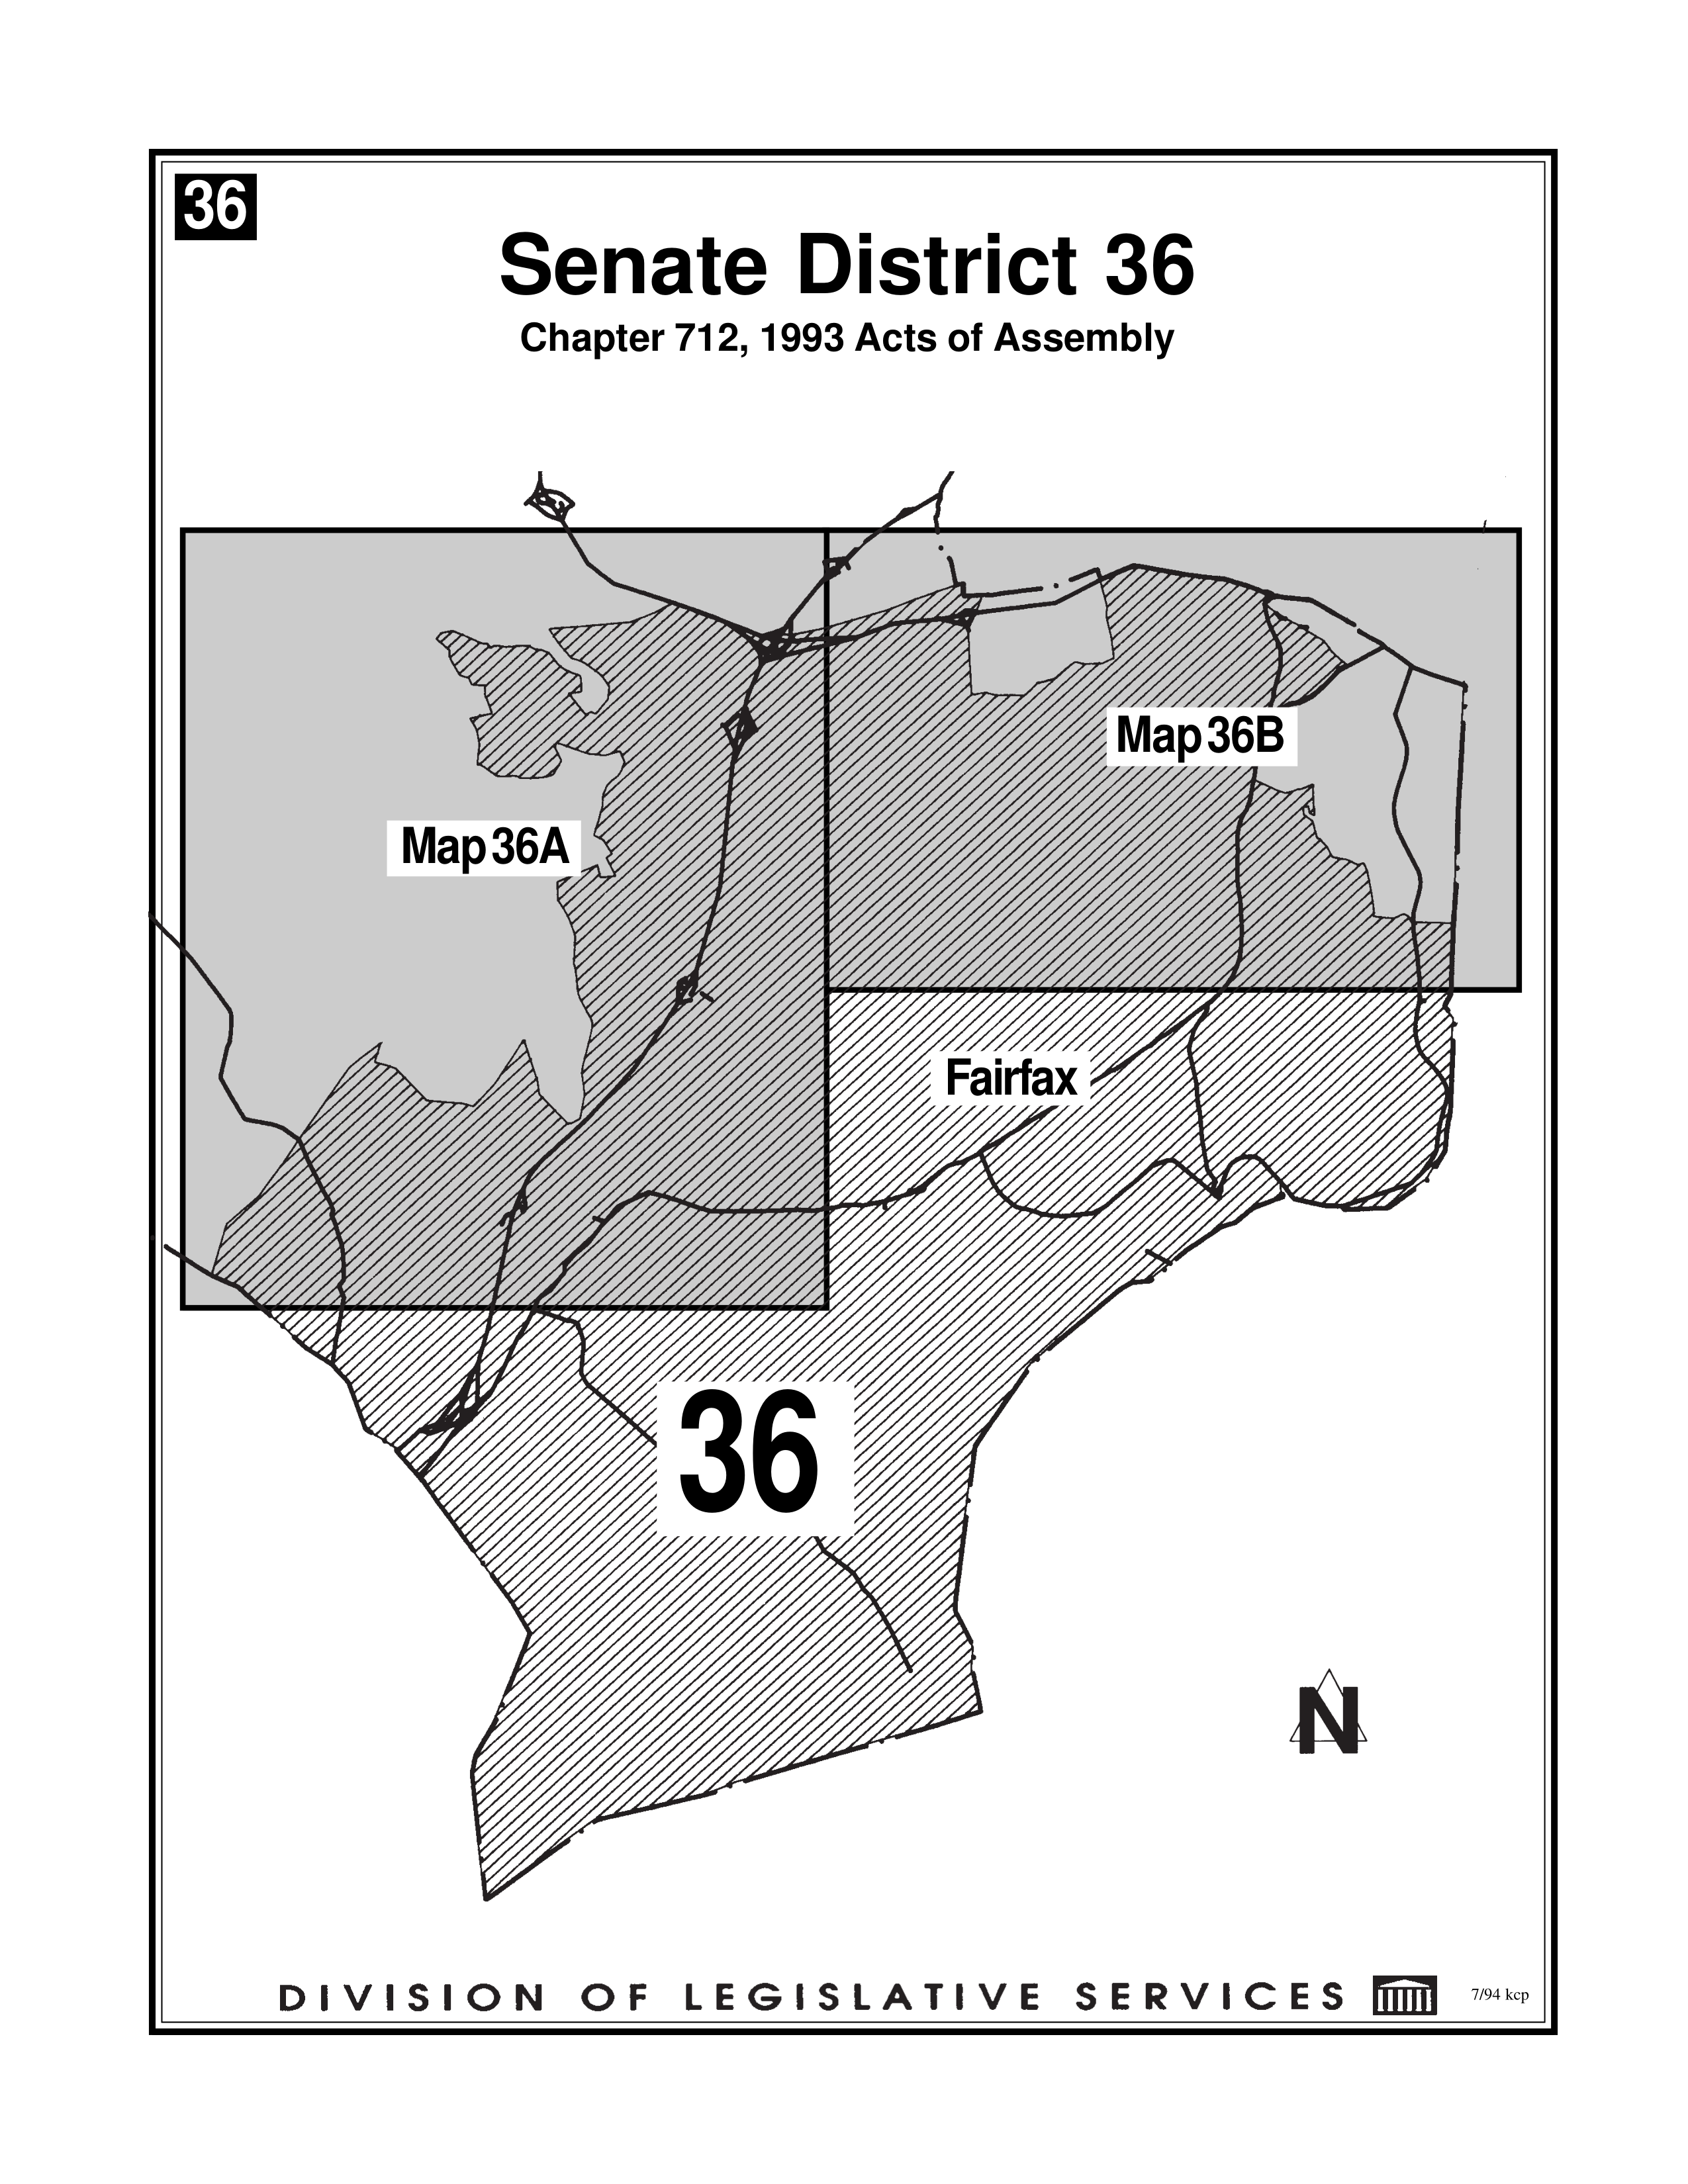 36
Senate District 36
Chapter 712, 1993 Acts of Assembly
Map 36B
Map 36A
Fairfax
36
N
DIVISION OF LEGISLATIVE SERVICES
7/94 kcp